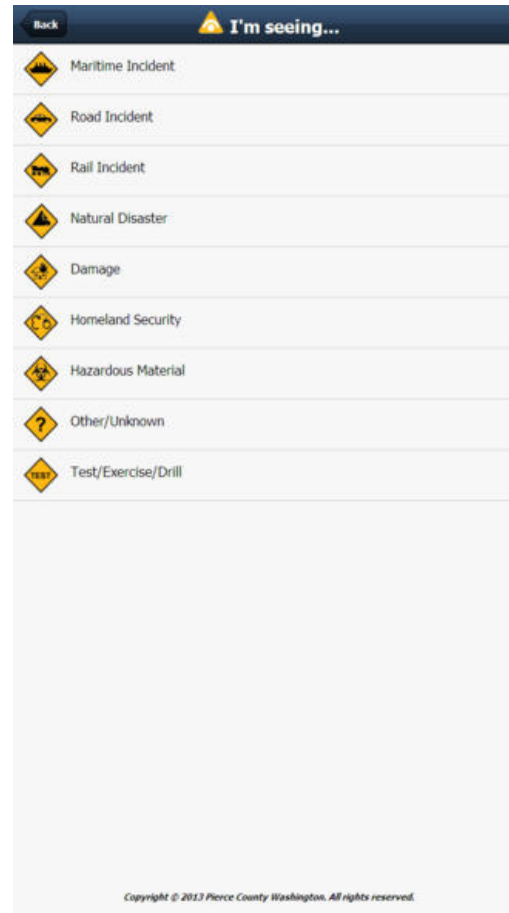 Back
I'm seeing...
Maritime Incident
Road Incident
Rail Incident
Natural Disaster
Damage
Homeland Security
Hazardous Material
?
Other/Unknown
TEST
Test/Exercise/Drill
Copyright © 2013 Pierce County Washington. All rights reserved.